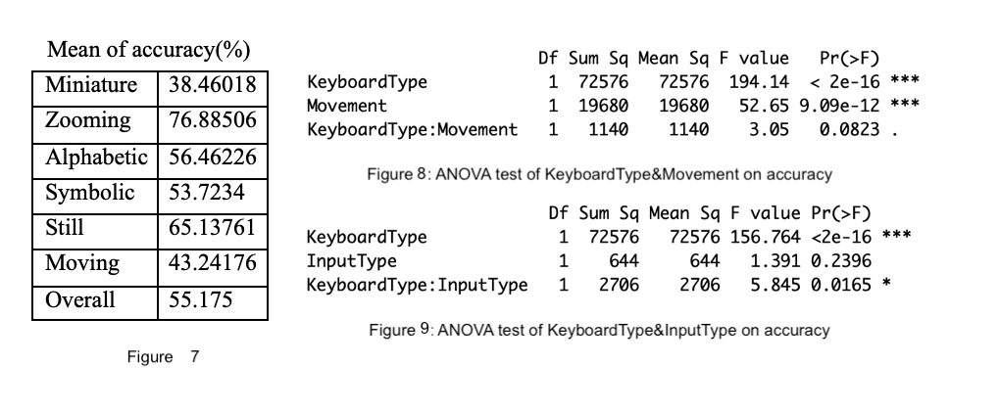 Mean of accuracy(%)
Miniature 38.46018
Zooming 76.88506
Alphabetic 56.46226
Symbolic 53.7234
Still 65.13761
Moving 43.24176
Overall 55.175
Figure 7
Df Sum Sq Mean Sq F value Pr(>F)
KeyboardType 1 72576 72576 194.14 < 2e-16 ***
Movement 1 19680 19680 52.65 9.09e-12 ***
KeyboardType:Movement 1 1140 1140 3.05 0.0823 .
Figure 8: ANOVA test of KeyboardType&Movement on accuracy
Df Sum Sq Mean Sq F value Pr(>F)
KeyboardType 1 72576 72576 156.764 <2e-16 ***
InputType 1 644 644 1.391 0.2396
KeyboardType:InputType 1 2706 2706 5.845 0.0165 *
Figure 9: ANOVA test of KeyboardType&InputType on accuracy